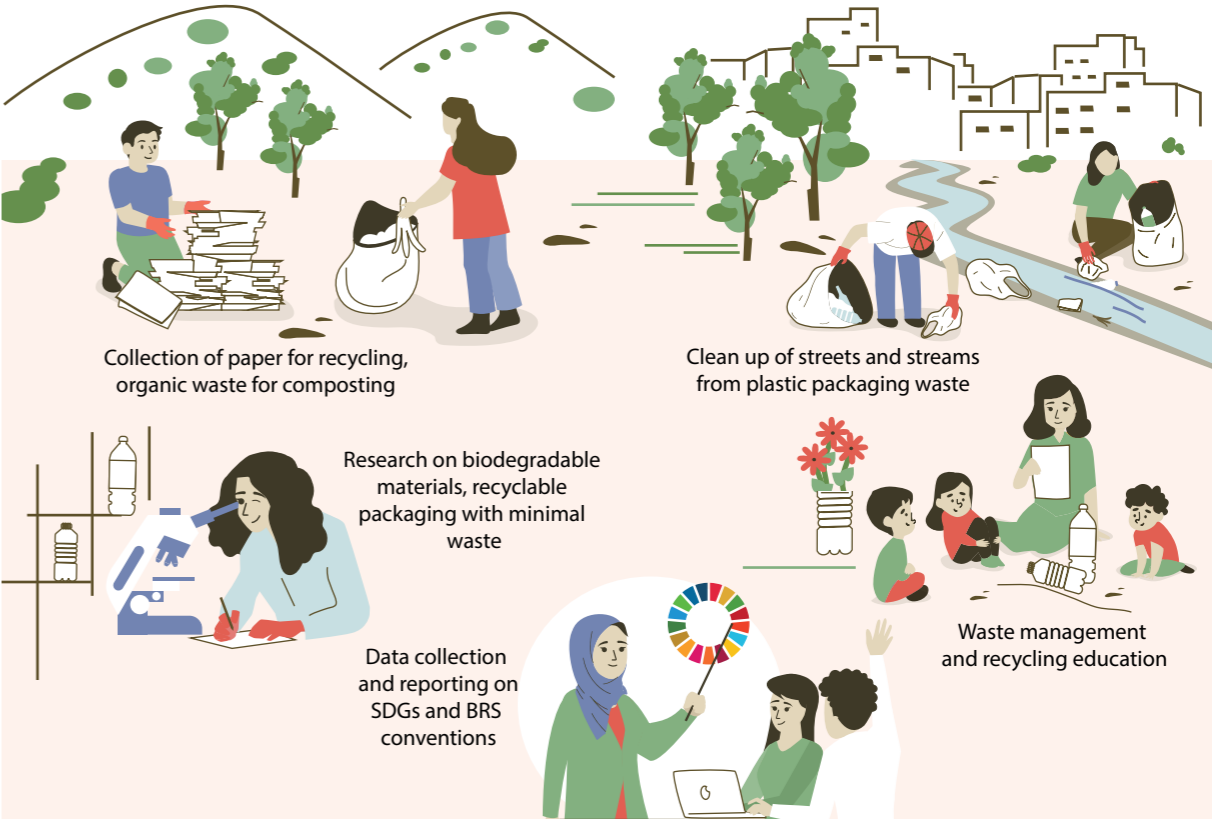 Collection of paper for recycling,
organic waste for composting
Clean up of streets and streams
from plastic packaging waste
Research on biodegradable
materials, recyclable
packaging with minimal
waste
Waste management
and recycling education
Data collection
and reporting on
SDGs and BRS
conventions